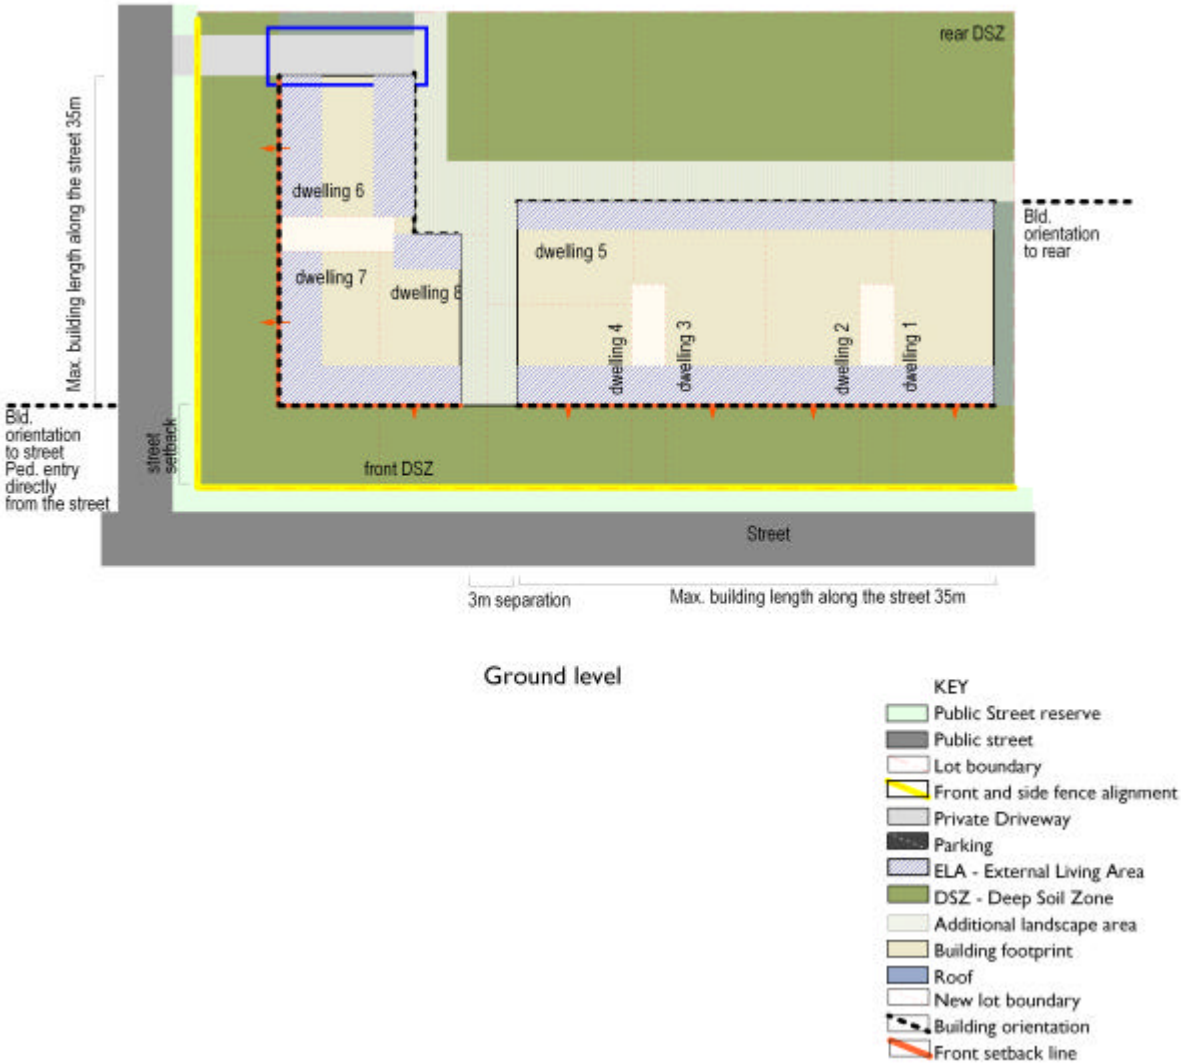 rear DSZ
Max. building length along the street 35m
dwelling 6
Bld.
orientation
to rear
dwelling 5
dwelling 7
dwelling 8
dwelling 4
dwelling 3
dwelling 2
dwelling 1
Bld.
orientation
to street
Ped. entry
directly
from the street
street
setback
front DSZ
Street
3m separation
Max. building length along the street 35m
Ground level
KEY
Public Street reserve
Public street
Lot boundary
Front and side fence alignment
Private Driveway
Parking
ELA - External Living Area
DSZ - Deep Soil Zone
Additional landscape area
Building footprint
Roof
New lot boundary
Building orientation
Front setback line